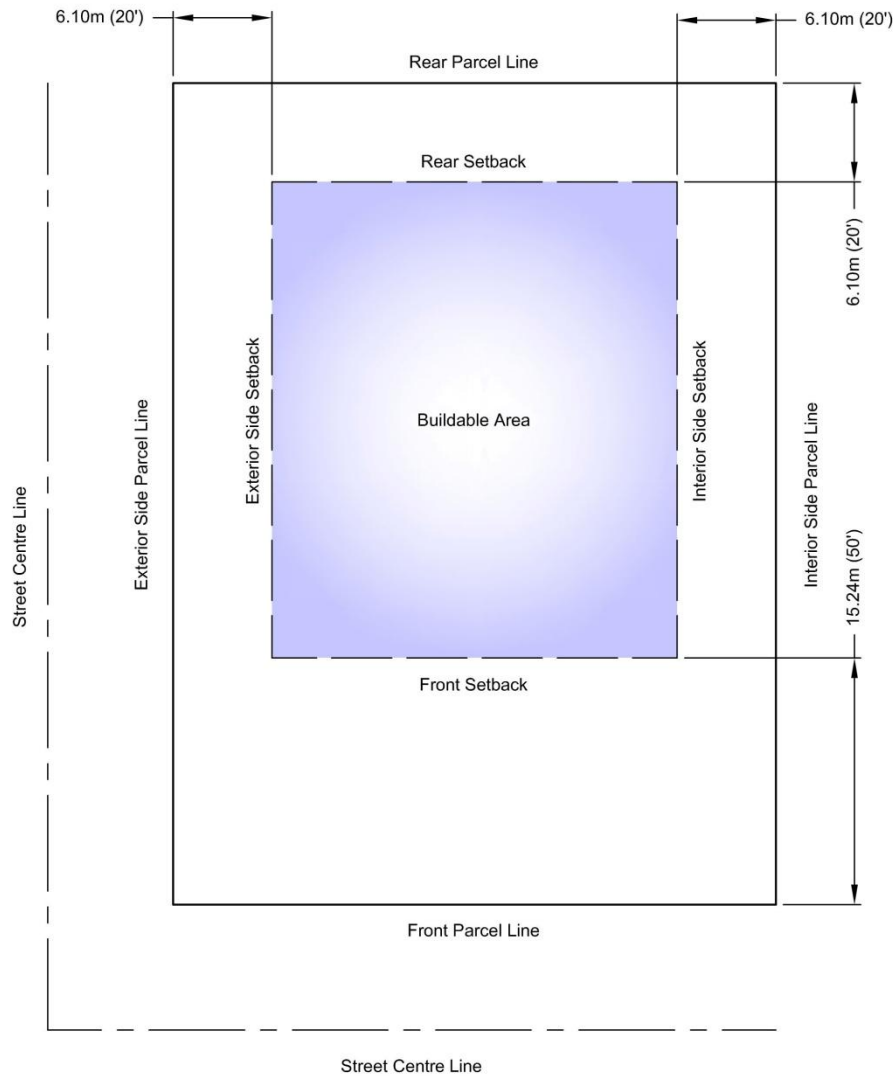 6.10m (20')
6.10m (20')
Rear Parcel Line
Rear Setback
6.10m (20')
Street Centre Line
Exterior Side Parcel Line
Exterior Side Setback
Buildable Area
Interior Side Setback
Interior Side Parcel Line
15.24m (50')
Front Setback
Front Parcel Line
Street Centre Line